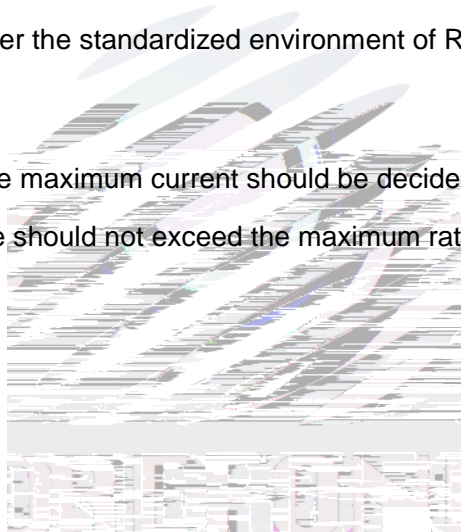 er the standardized environment of R
e maximum current should be decide
e should not exceed the maximum rat